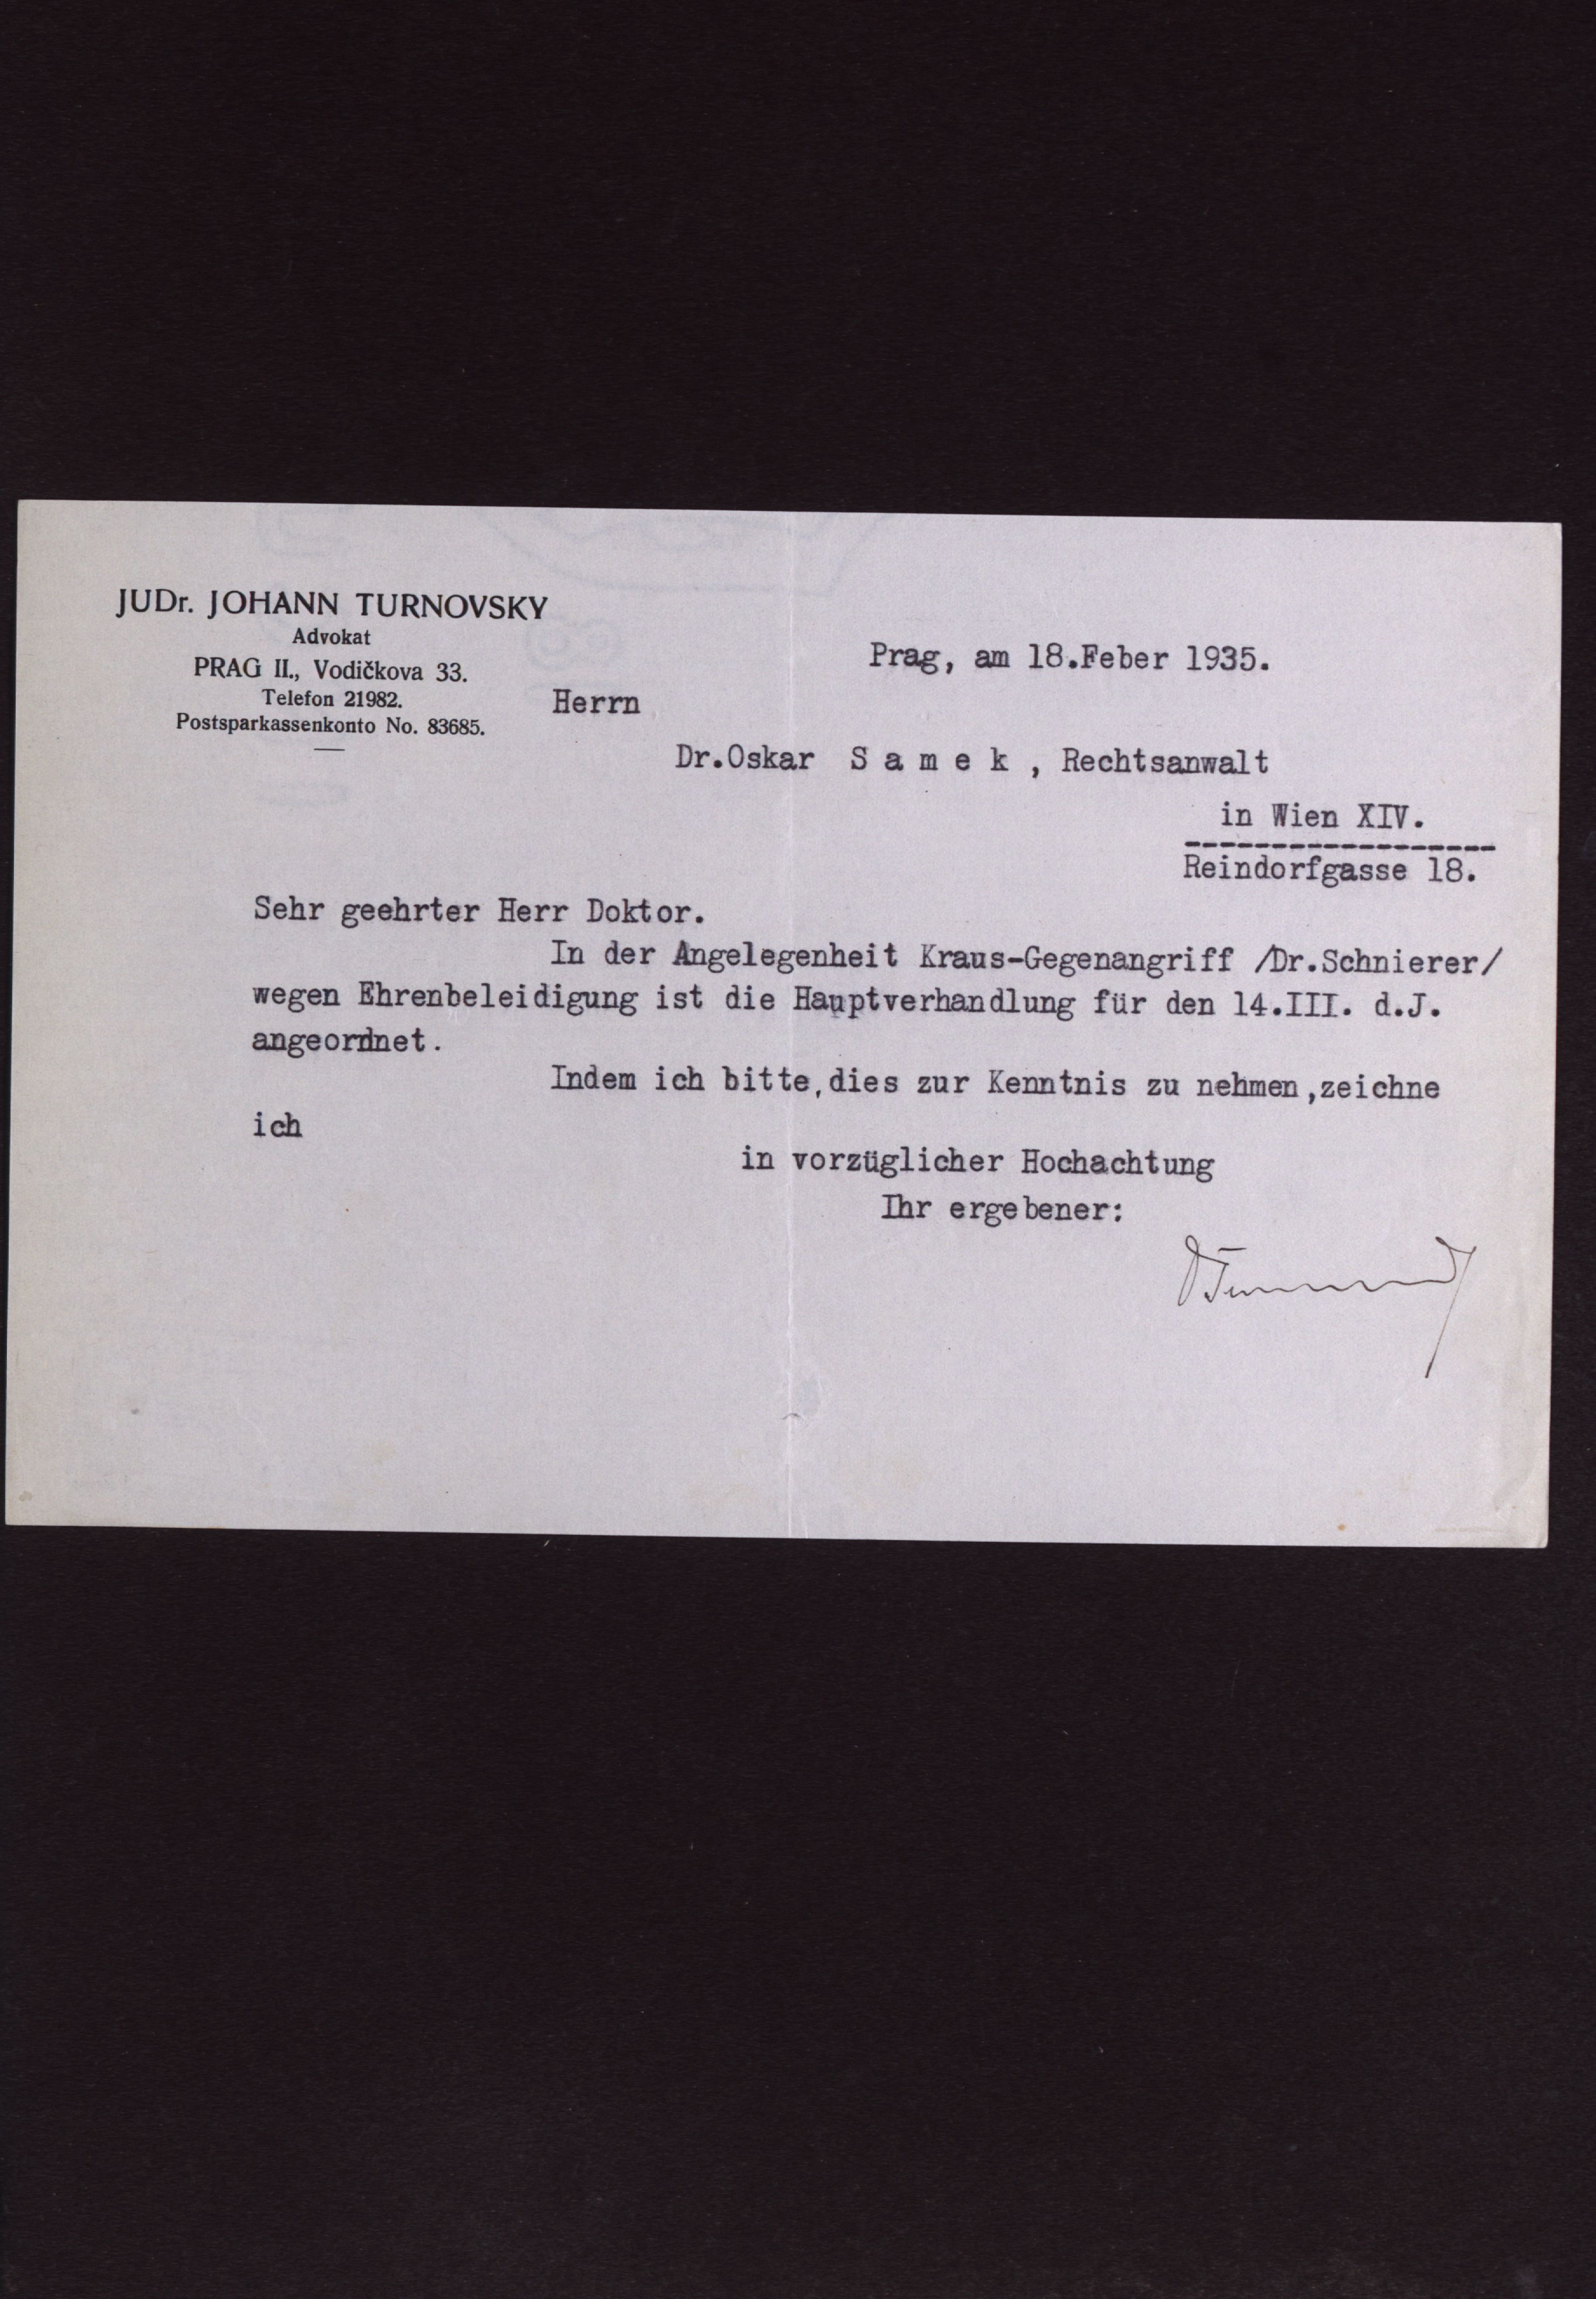 JUDr. JOHANN TURNOVSKY
Advokat
PRAG II., Vodičkova 33.
Telefon 21982.
Postsparkassenkonto No. 83685.
Prag, am 18.Feber 1935.
Herrn
Dr.Oskar S a m e k , Rechtsanwalt
in Wien XIV.
Reindorfgasse 18.
Sehr geehrter Herr Doktor.
In der Angelegenheit Kraus-Gegenangriff /Dr.Schnierer/
wegen Ehrenbeleidigung ist die Hauptverhandlung für den 14.III. d.J.
angeordnet.
Indem ich bitte,dies zur Kenntnis zu nehmen,zeichne
ich
in vorzüglicher Hochachtung
Ihr ergebener: